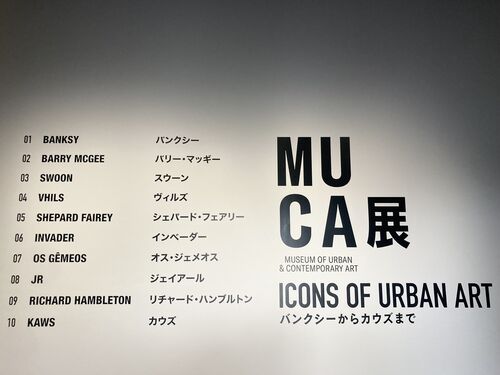 01 BANKSY バンクシー
02 BARRY MCGEE バリー・マッギー
03 SWOON スウーン
04 VHILS ヴィルズ
05 SHEPARD FAIREY シェパード・フェアリー
06 INVADER インベーダー
07 OS GÊMEOS オス・ジェメオス
08 JR ジェイアール
09 RICHARD HAMBLETON リチャード・ハンブルトン
10 KAWS カウズ
MU
CA展
MUSEUM OF URBAN
& CONTEMPORARY ART
ICONS OF URBAN ART
バンクシーからカウズまで